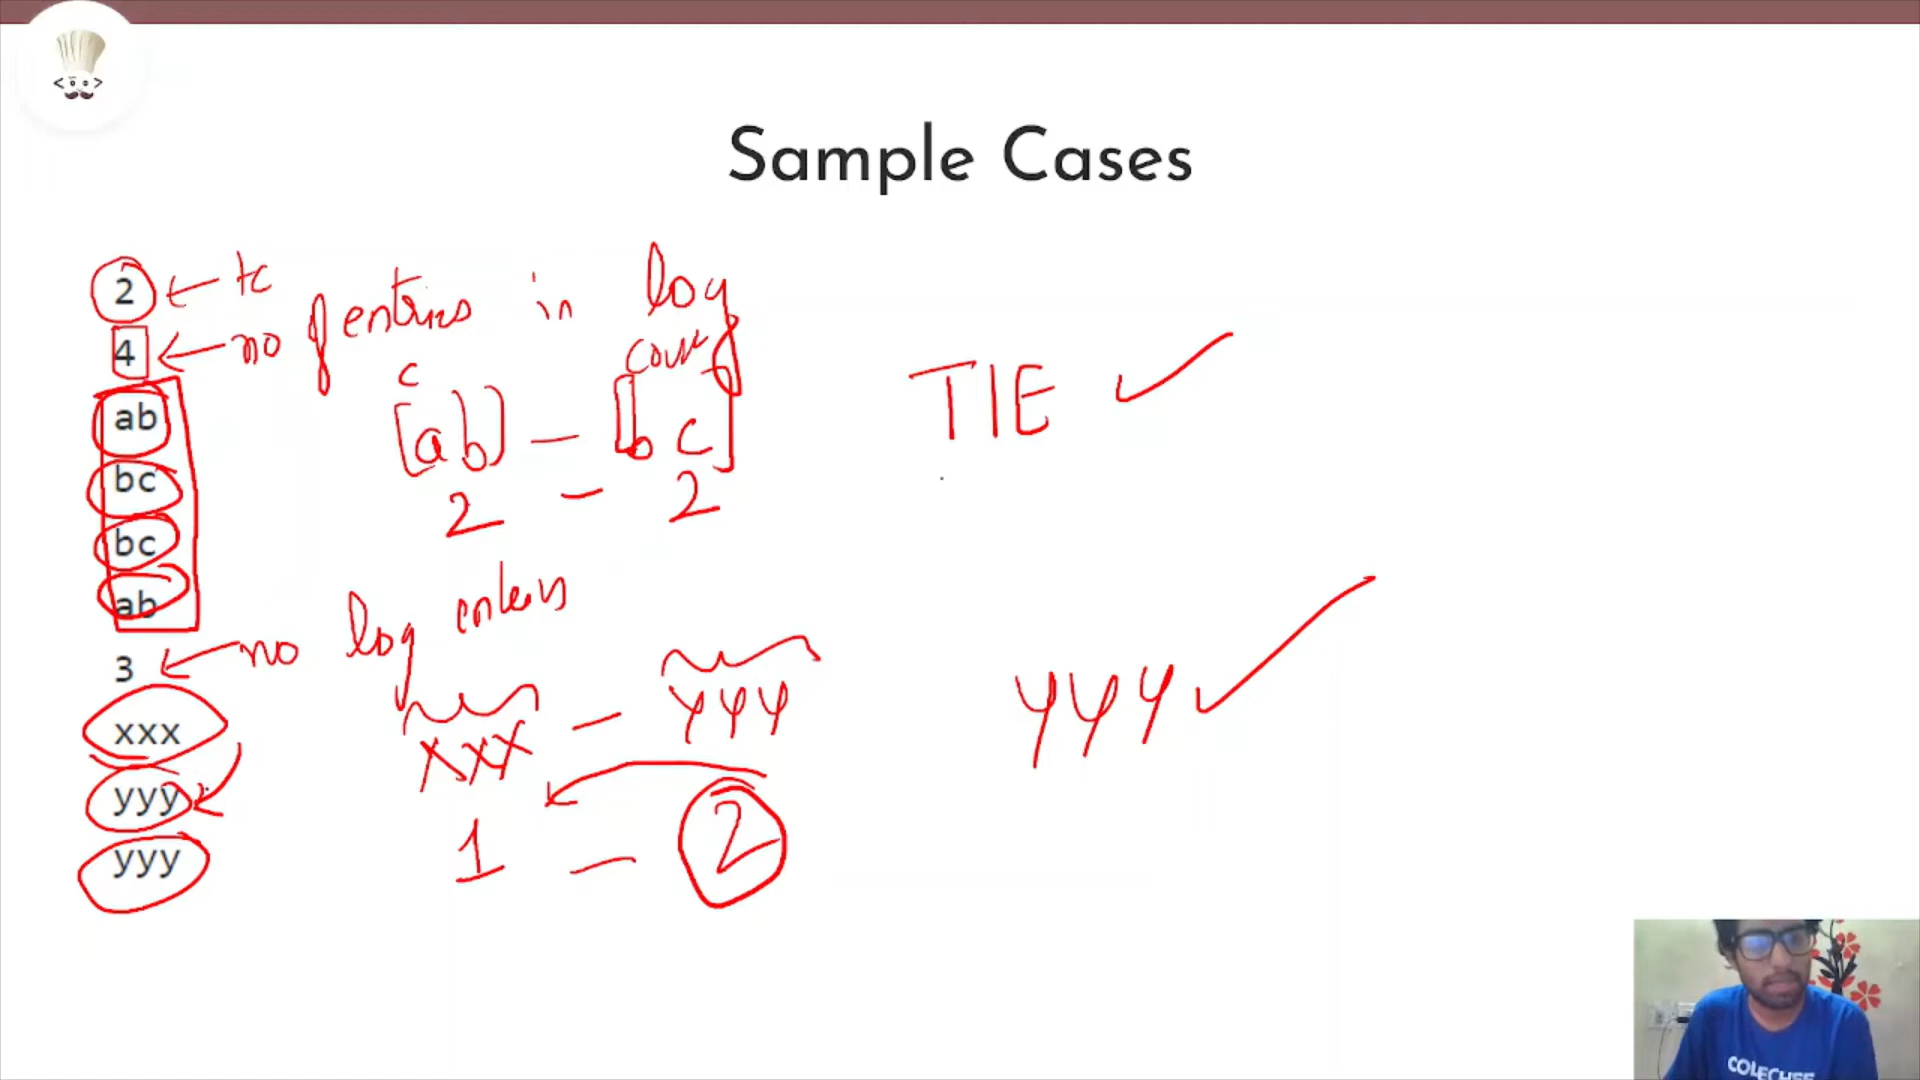 Sample Cases
2 ← tc
4 ← no of entries in log
ab
bc
bc
ab
c
count
[ab] - [bc]
2 - 2
TIE ✓
3 ← no log
xxx
yyy
yyy
xxx - yyy
1 - 2
yyy ✓